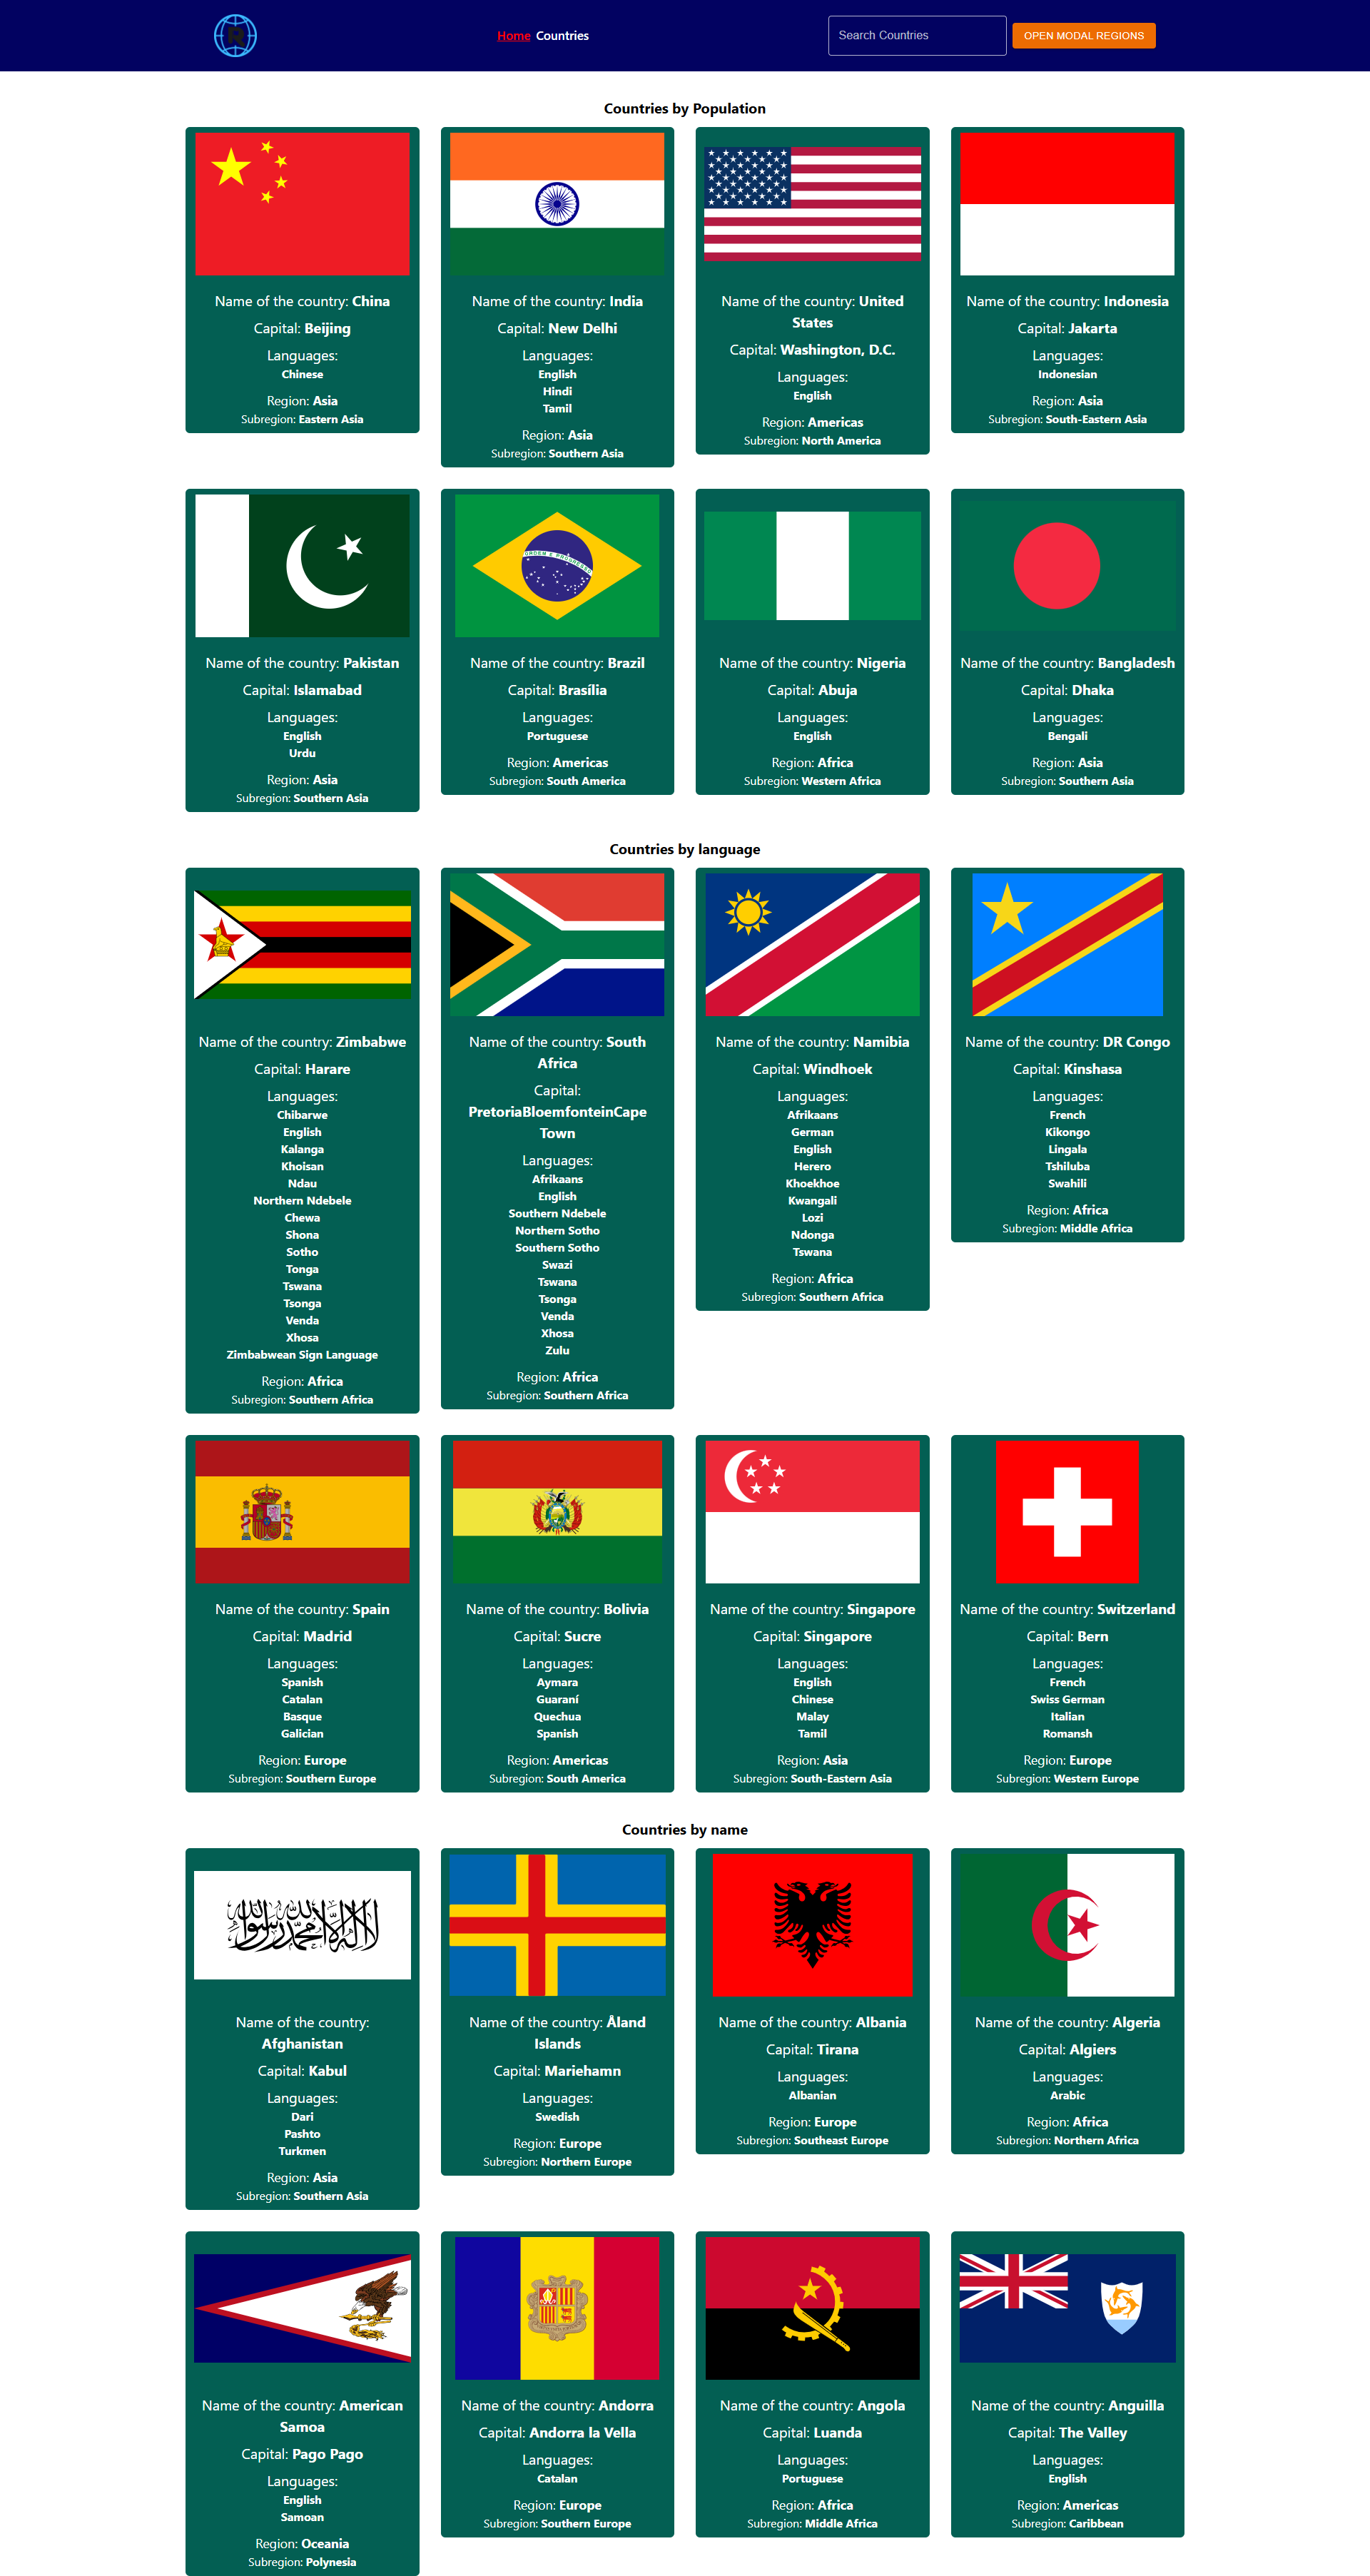 Home Countries
Search Countries
OPEN MODAL REGIONS
Countries by Population
Name of the country: China
Capital: Beijing
Languages:
Chinese
Region: Asia
Subregion: Eastern Asia
Name of the country: India
Capital: New Delhi
Languages:
English
Hindi
Tamil
Region: Asia
Subregion: Southern Asia
Name of the country: United
States
Capital: Washington, D.C.
Languages:
English
Region: Americas
Subregion: North America
Name of the country: Indonesia
Capital: Jakarta
Languages:
Indonesian
Region: Asia
Subregion: South-Eastern Asia
Name of the country: Pakistan
Capital: Islamabad
Languages:
English
Urdu
Region: Asia
Subregion: Southern Asia
ORDEM E PROGRESSO
Name of the country: Brazil
Capital: Brasília
Languages:
Portuguese
Region: Americas
Subregion: South America
Name of the country: Nigeria
Capital: Abuja
Languages:
English
Region: Africa
Subregion: Western Africa
Name of the country: Bangladesh
Capital: Dhaka
Languages:
Bengali
Region: Asia
Subregion: Southern Asia
Countries by language
Name of the country: Zimbabwe
Capital: Harare
Languages:
Chibarwe
English
Kalanga
Khoisan
Ndau
Northern Ndebele
Chewa
Shona
Sotho
Tonga
Tswana
Tsonga
Venda
Xhosa
Zimbabwean Sign Language
Region: Africa
Subregion: Southern Africa
Name of the country: South
Africa
Capital:
PretoriaBloemfonteinCape
Town
Languages:
Afrikaans
English
Southern Ndebele
Northern Sotho
Southern Sotho
Swazi
Tswana
Tsonga
Venda
Xhosa
Zulu
Region: Africa
Subregion: Southern Africa
Name of the country: Namibia
Capital: Windhoek
Languages:
Afrikaans
German
English
Herero
Khoekhoe
Kwangali
Lozi
Ndonga
Tswana
Region: Africa
Subregion: Southern Africa
Name of the country: DR Congo
Capital: Kinshasa
Languages:
French
Kikongo
Lingala
Tshiluba
Swahili
Region: Africa
Subregion: Middle Africa
Name of the country: Spain
Capital: Madrid
Languages:
Spanish
Catalan
Basque
Galician
Region: Europe
Subregion: Southern Europe
Name of the country: Bolivia
Capital: Sucre
Languages:
Aymara
Guaraní
Quechua
Spanish
Region: Americas
Subregion: South America
Name of the country: Singapore
Capital: Singapore
Languages:
English
Chinese
Malay
Tamil
Region: Asia
Subregion: South-Eastern Asia
Name of the country: Switzerland
Capital: Bern
Languages:
French
Swiss German
Italian
Romansh
Region: Europe
Subregion: Western Europe
Countries by name
لا إله إلا الله محمد رسول الله
Name of the country:
Afghanistan
Capital: Kabul
Languages:
Dari
Pashto
Turkmen
Region: Asia
Subregion: Southern Asia
Name of the country: Åland
Islands
Capital: Mariehamn
Languages:
Swedish
Region: Europe
Subregion: Northern Europe
Name of the country: Albania
Capital: Tirana
Languages:
Albanian
Region: Europe
Subregion: Southeast Europe
Name of the country: Algeria
Capital: Algiers
Languages:
Arabic
Region: Africa
Subregion: Northern Africa
Name of the country: American
Samoa
Capital: Pago Pago
Languages:
English
Samoan
Region: Oceania
Subregion: Polynesia
Name of the country: Andorra
Capital: Andorra la Vella
Languages:
Catalan
Region: Europe
Subregion: Southern Europe
Name of the country: Angola
Capital: Luanda
Languages:
Portuguese
Region: Africa
Subregion: Middle Africa
Name of the country: Anguilla
Capital: The Valley
Languages:
English
Region: Americas
Subregion: Caribbean